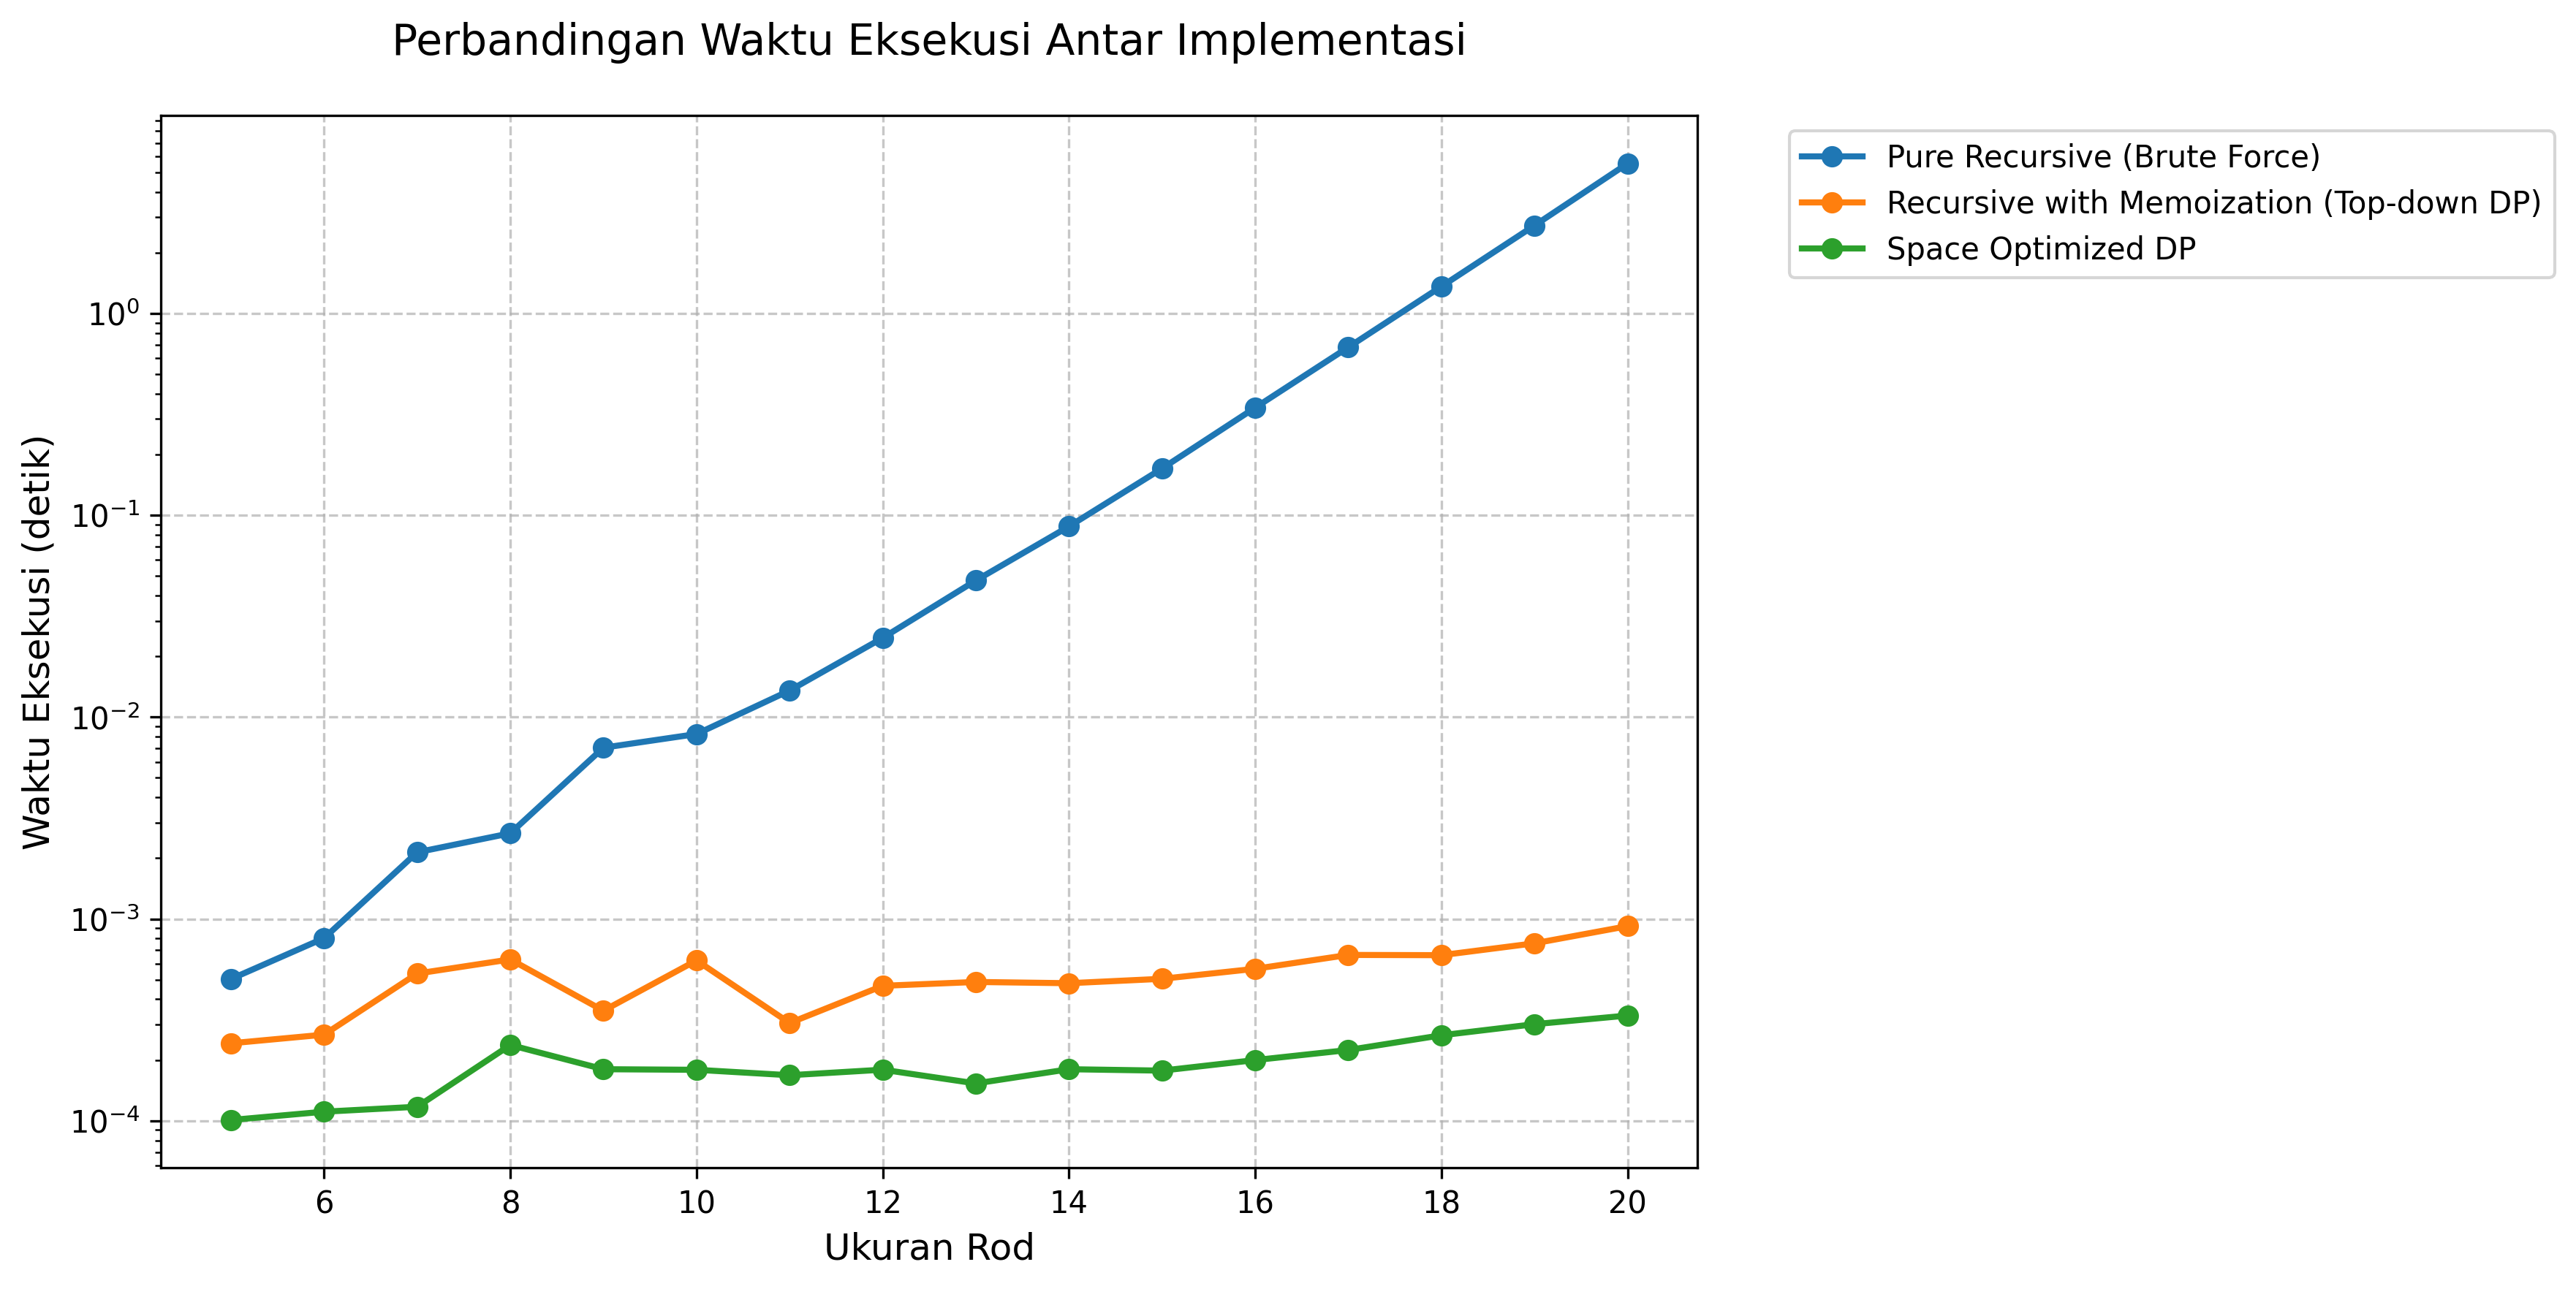 Perbandingan Waktu Eksekusi Antar Implementasi
Pure Recursive (Brute Force)
Recursive with Memoization (Top-down DP)
Space Optimized DP
Waktu Eksekusi (detik)
10⁰
10⁻¹
10⁻²
10⁻³
10⁻⁴
6 8 10 12 14 16 18 20
Ukuran Rod